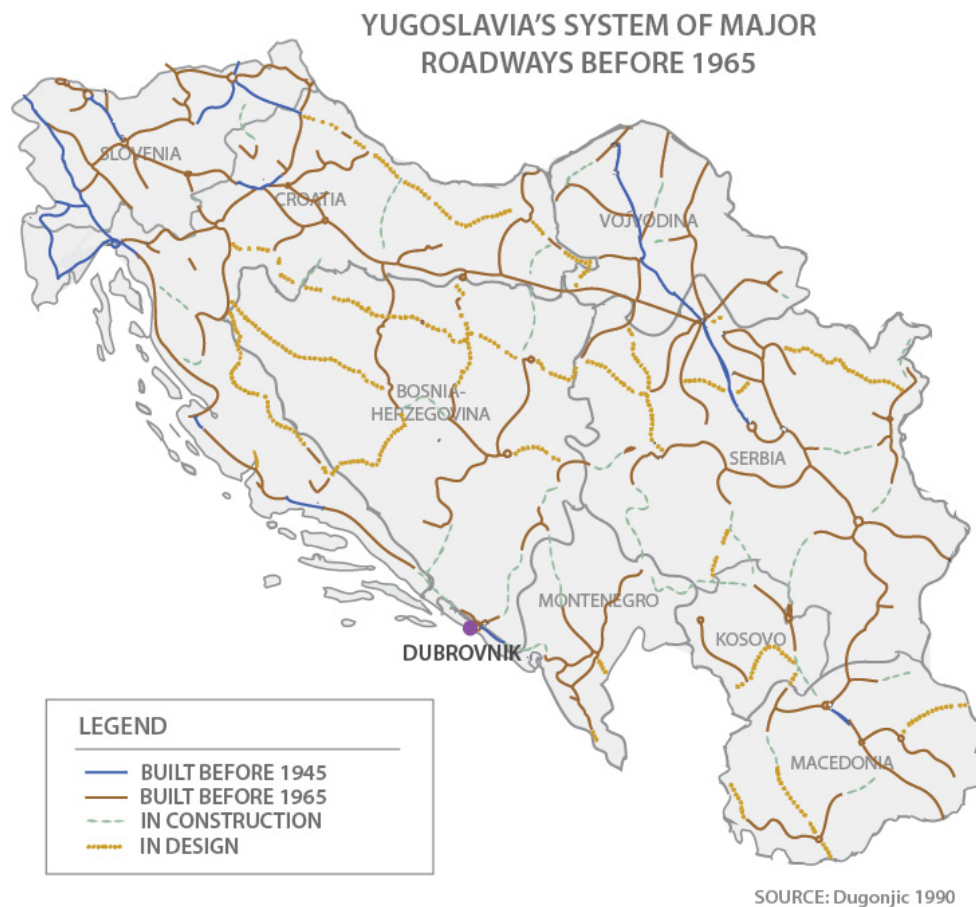 YUGOSLAVIA'S SYSTEM OF MAJOR
ROADWAYS BEFORE 1965
SLOVENIA
CROATIA
VOJVODINA
BOSNIA-
HERZEGOVINA
SERBIA
MONTENEGRO
KOSOVO
DUBROVNIK
MACEDONIA
LEGEND
BUILT BEFORE 1945
BUILT BEFORE 1965
IN CONSTRUCTION
IN DESIGN
SOURCE: Dugonjic 1990